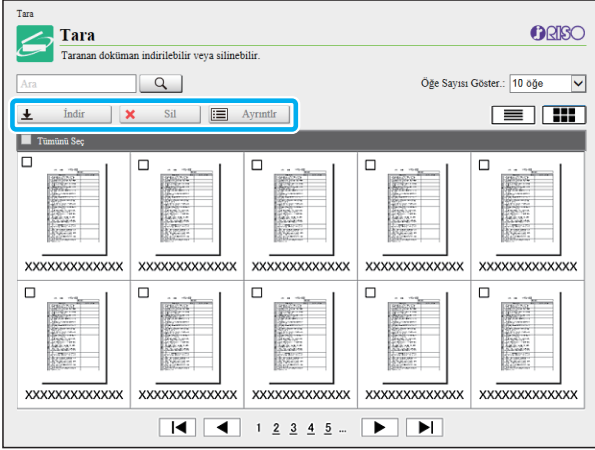 Tara
Tara
RISO
Taranan doküman indirilebilir veya silinebilir.
Ara
Öğe Sayısı Göster.: 10 öğe
İndir Sil Ayrıntlr
Tümünü Seç
XXXXXXXXXXXXX XXXXXXXXXXXXX XXXXXXXXXXXXX XXXXXXXXXXXXX XXXXXXXXXXXXX
XXXXXXXXXXXXX XXXXXXXXXXXXX XXXXXXXXXXXXX XXXXXXXXXXXXX XXXXXXXXXXXXX
1 2 3 4 5 ...